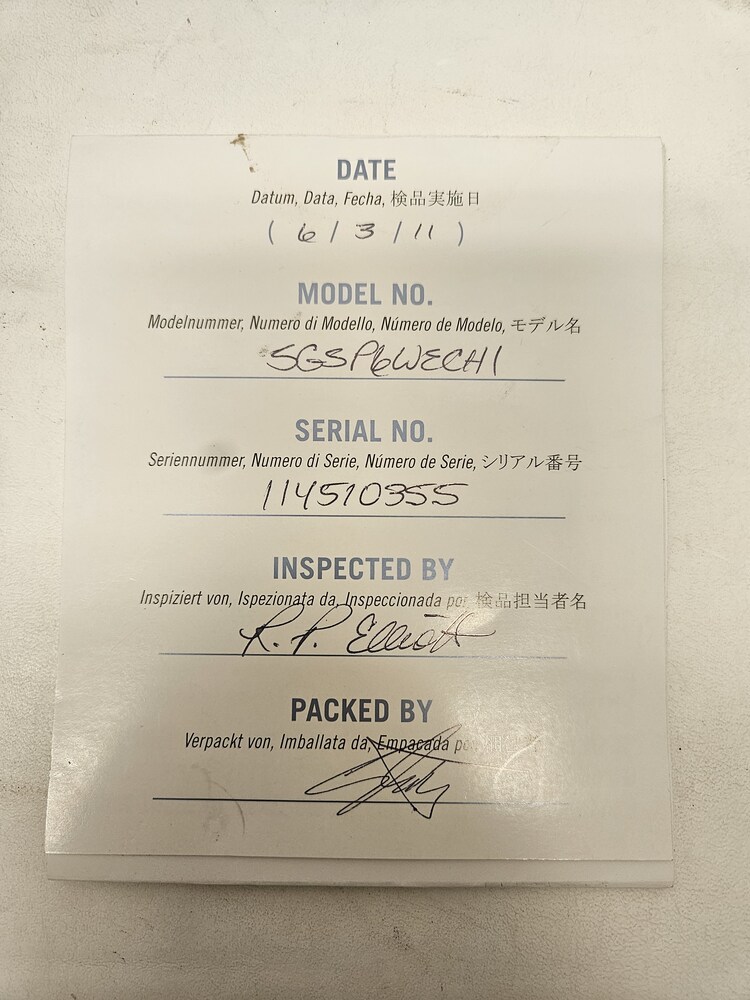 DATE
Datum, Data, Fecha, 検品実施日
( 6 / 3 / 11 )
MODEL NO.
Modelnummer, Numero di Modello, Número de Modelo, モデル名
SGSP6WECH1
SERIAL NO.
Seriennummer, Numero di Serie, Número de Serie, シリアル番号
114510355
INSPECTED BY
Inspiziert von, Ispezionata da, Inspeccionada por, 検品担当者名
R. P. Elliott
PACKED BY
Verpackt von, Imballata da, Empacada